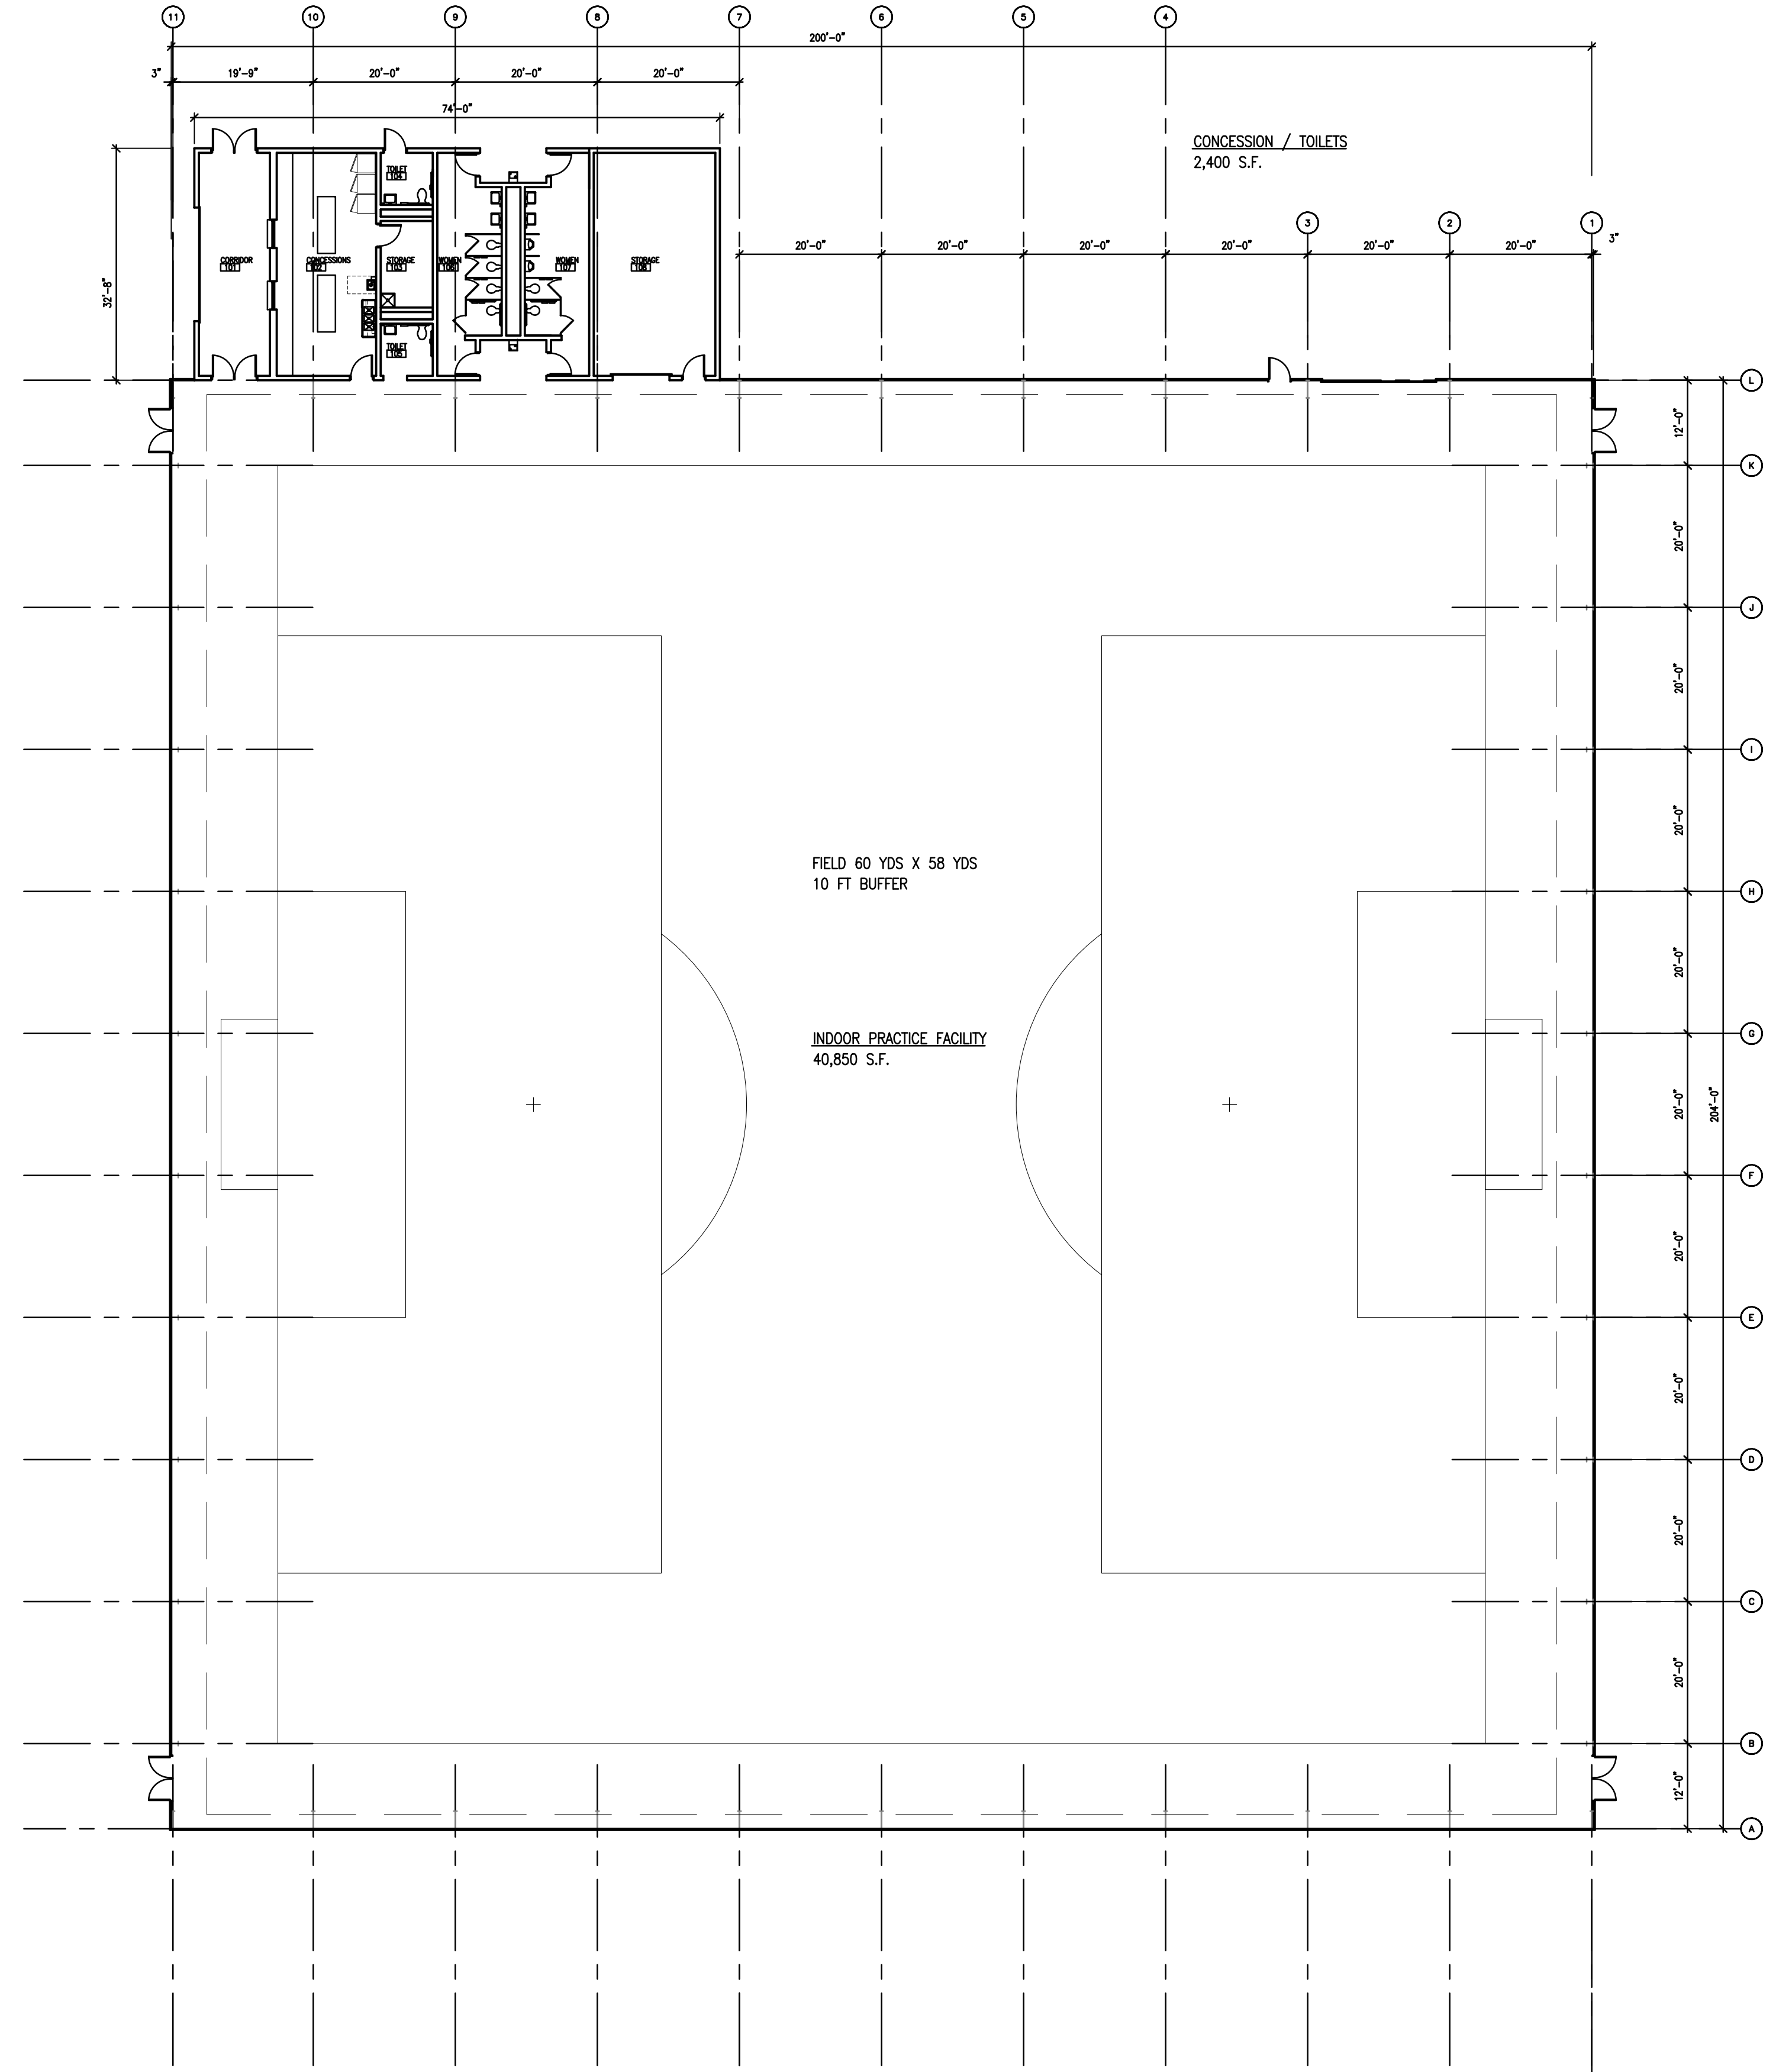 11 10 9 8 7 6 5 4
200'-0"
3" 19'-9" 20'-0" 20'-0" 20'-0"
74'-0"
CONCESSION / TOILETS
2,400 S.F.
TOILET
104
3 2 1
20'-0" 20'-0" 20'-0" 20'-0" 20'-0" 20'-0" 3"
32'-8"
CORRIDOR CONCESSIONS STORAGE WOMEN WOMEN STORAGE
101 102 103 106 107 108
TOILET
105
L
12'-0"
K
20'-0"
J
20'-0"
I
20'-0"
FIELD 60 YDS X 58 YDS
10 FT BUFFER
H
20'-0"
G
INDOOR PRACTICE FACILITY
40,850 S.F.
20'-0" 204'-0"
F
20'-0"
E
20'-0"
D
20'-0"
C
20'-0"
B
12'-0"
A